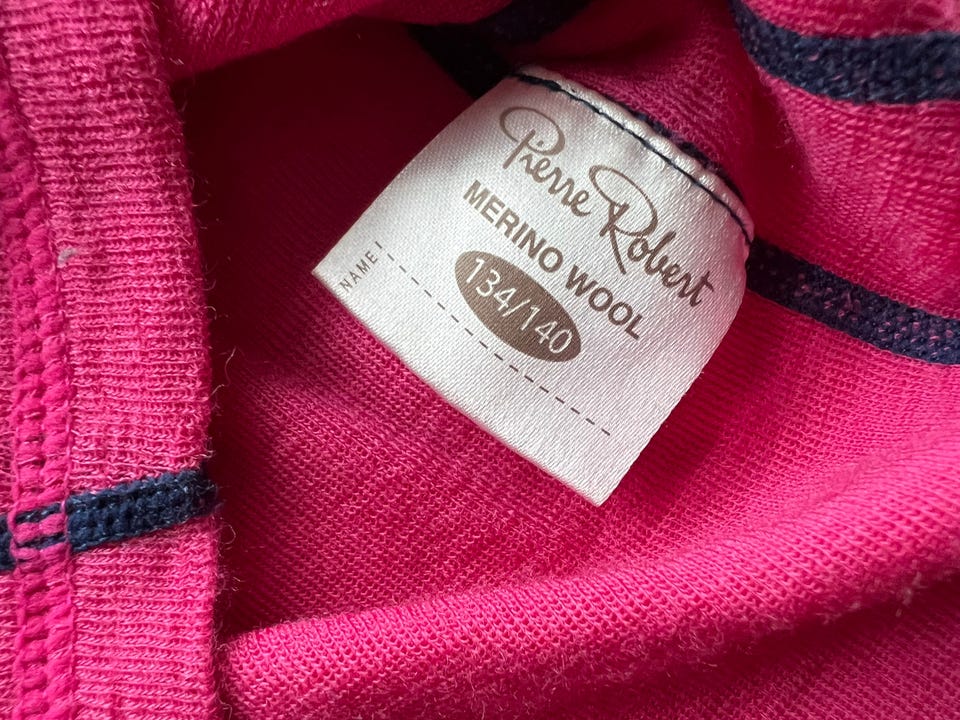 Pierre Robert
MERINO WOOL
134/140
NAME